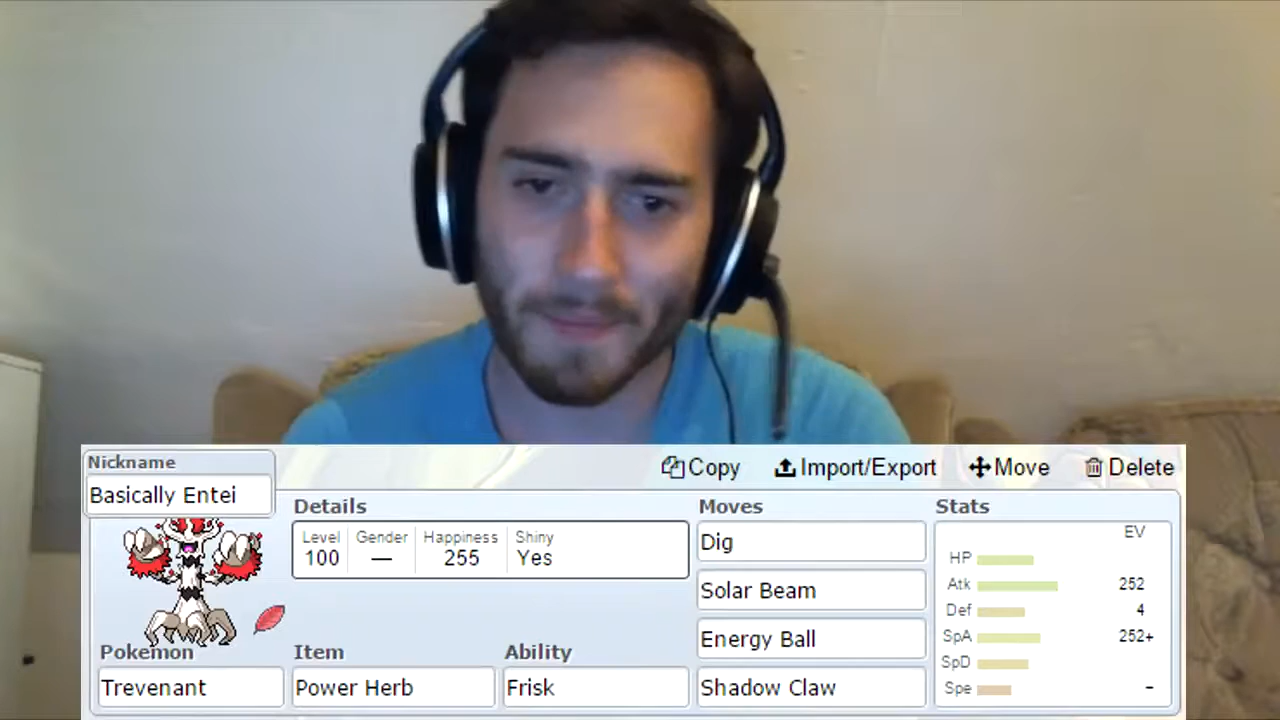 Nickname
Basically Entei
Copy Import/Export Move Delete
Details
Level Gender Happiness Shiny
100 — 255 Yes
Pokemon
Trevenant
Item
Power Herb
Ability
Frisk
Moves
Dig
Solar Beam
Energy Ball
Shadow Claw
Stats
EV
HP
Atk 252
Def 4
SpA 252+
SpD
Spe -